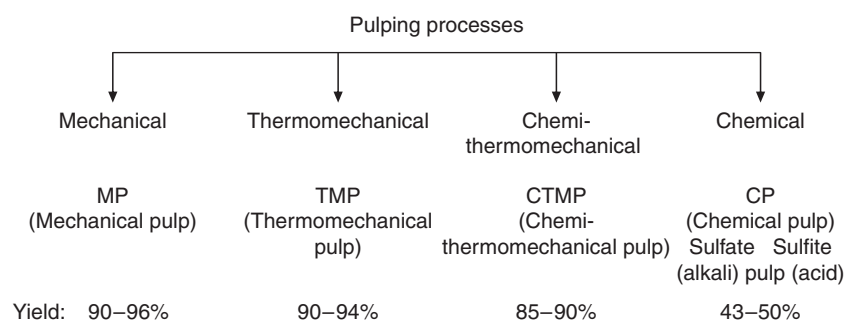 Pulping processes
Mechanical Thermomechanical Chemi- Chemical
thermomechanical
MP TMP CTMP CP
(Mechanical pulp) (Thermomechanical (Chemi- (Chemical pulp)
pulp) thermomechanical pulp) Sulfate Sulfite
(alkali) pulp (acid)
Yield: 90–96% 90–94% 85–90% 43–50%